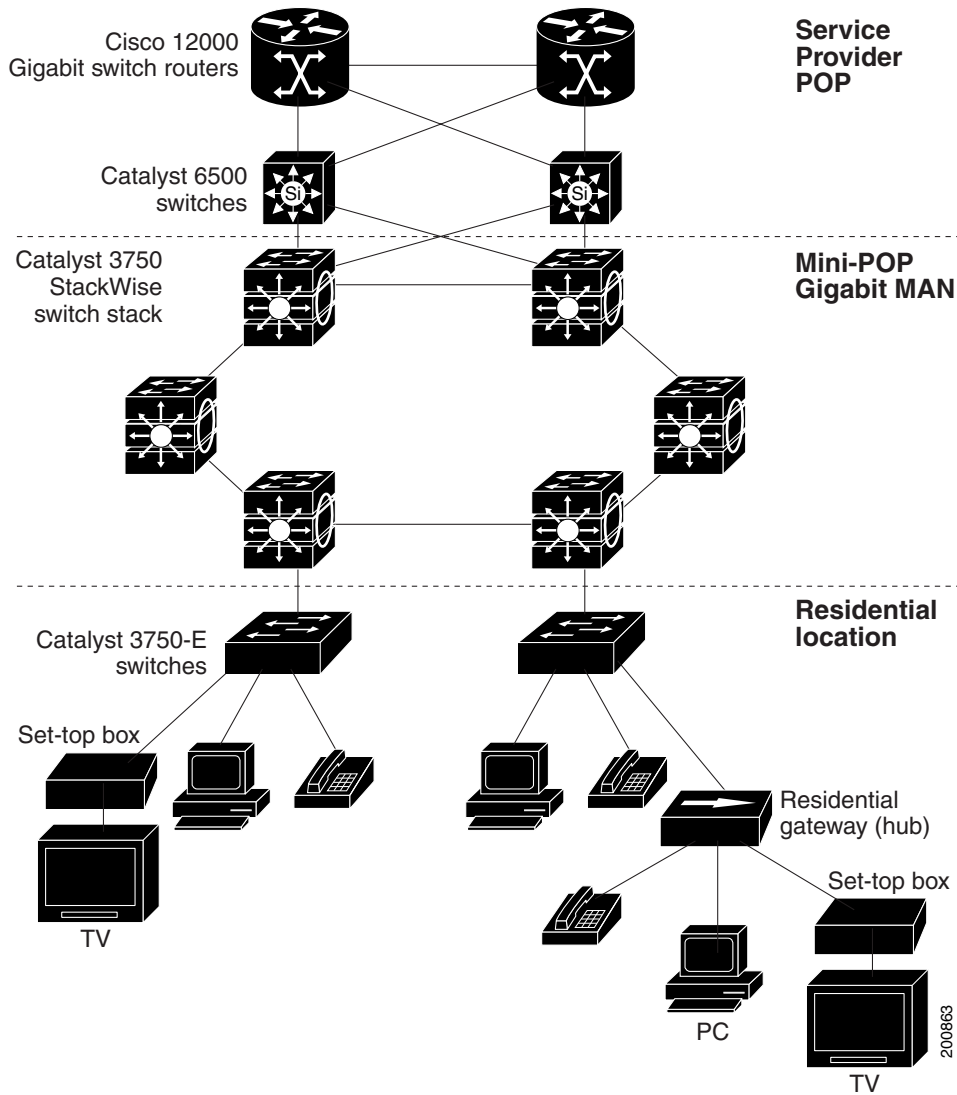 Cisco 12000
Gigabit switch routers
Service
Provider
POP
Catalyst 6500
switches
Si
Si
Catalyst 3750
StackWise
switch stack
Mini-POP
Gigabit MAN
Residential
location
Catalyst 3750-E
switches
Set-top box
TV
Residential
gateway (hub)
Set-top box
PC
TV
200863